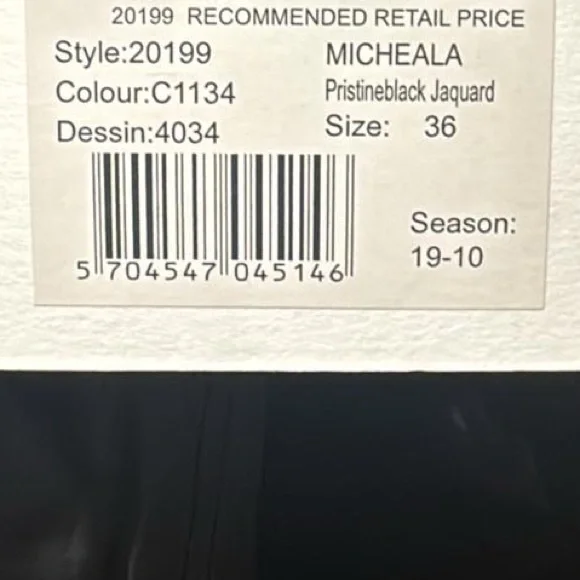 20199 RECOMMENDED RETAIL PRICE
Style:20199 MICHEALA
Colour:C1134 Pristineblack Jaquard
Dessin:4034 Size: 36
Season:
19-10
5 704547 045146